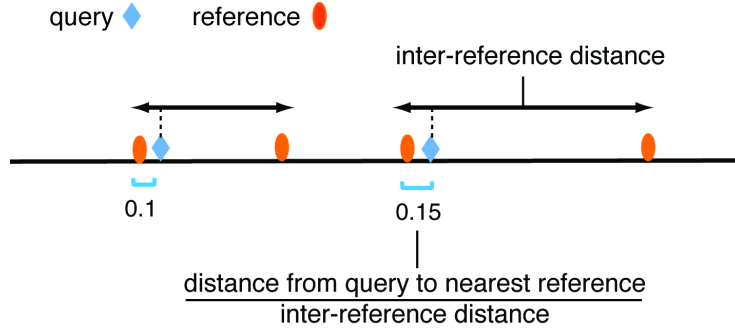 query
reference
inter-reference distance
0.1
0.15
distance from query to nearest reference
inter-reference distance